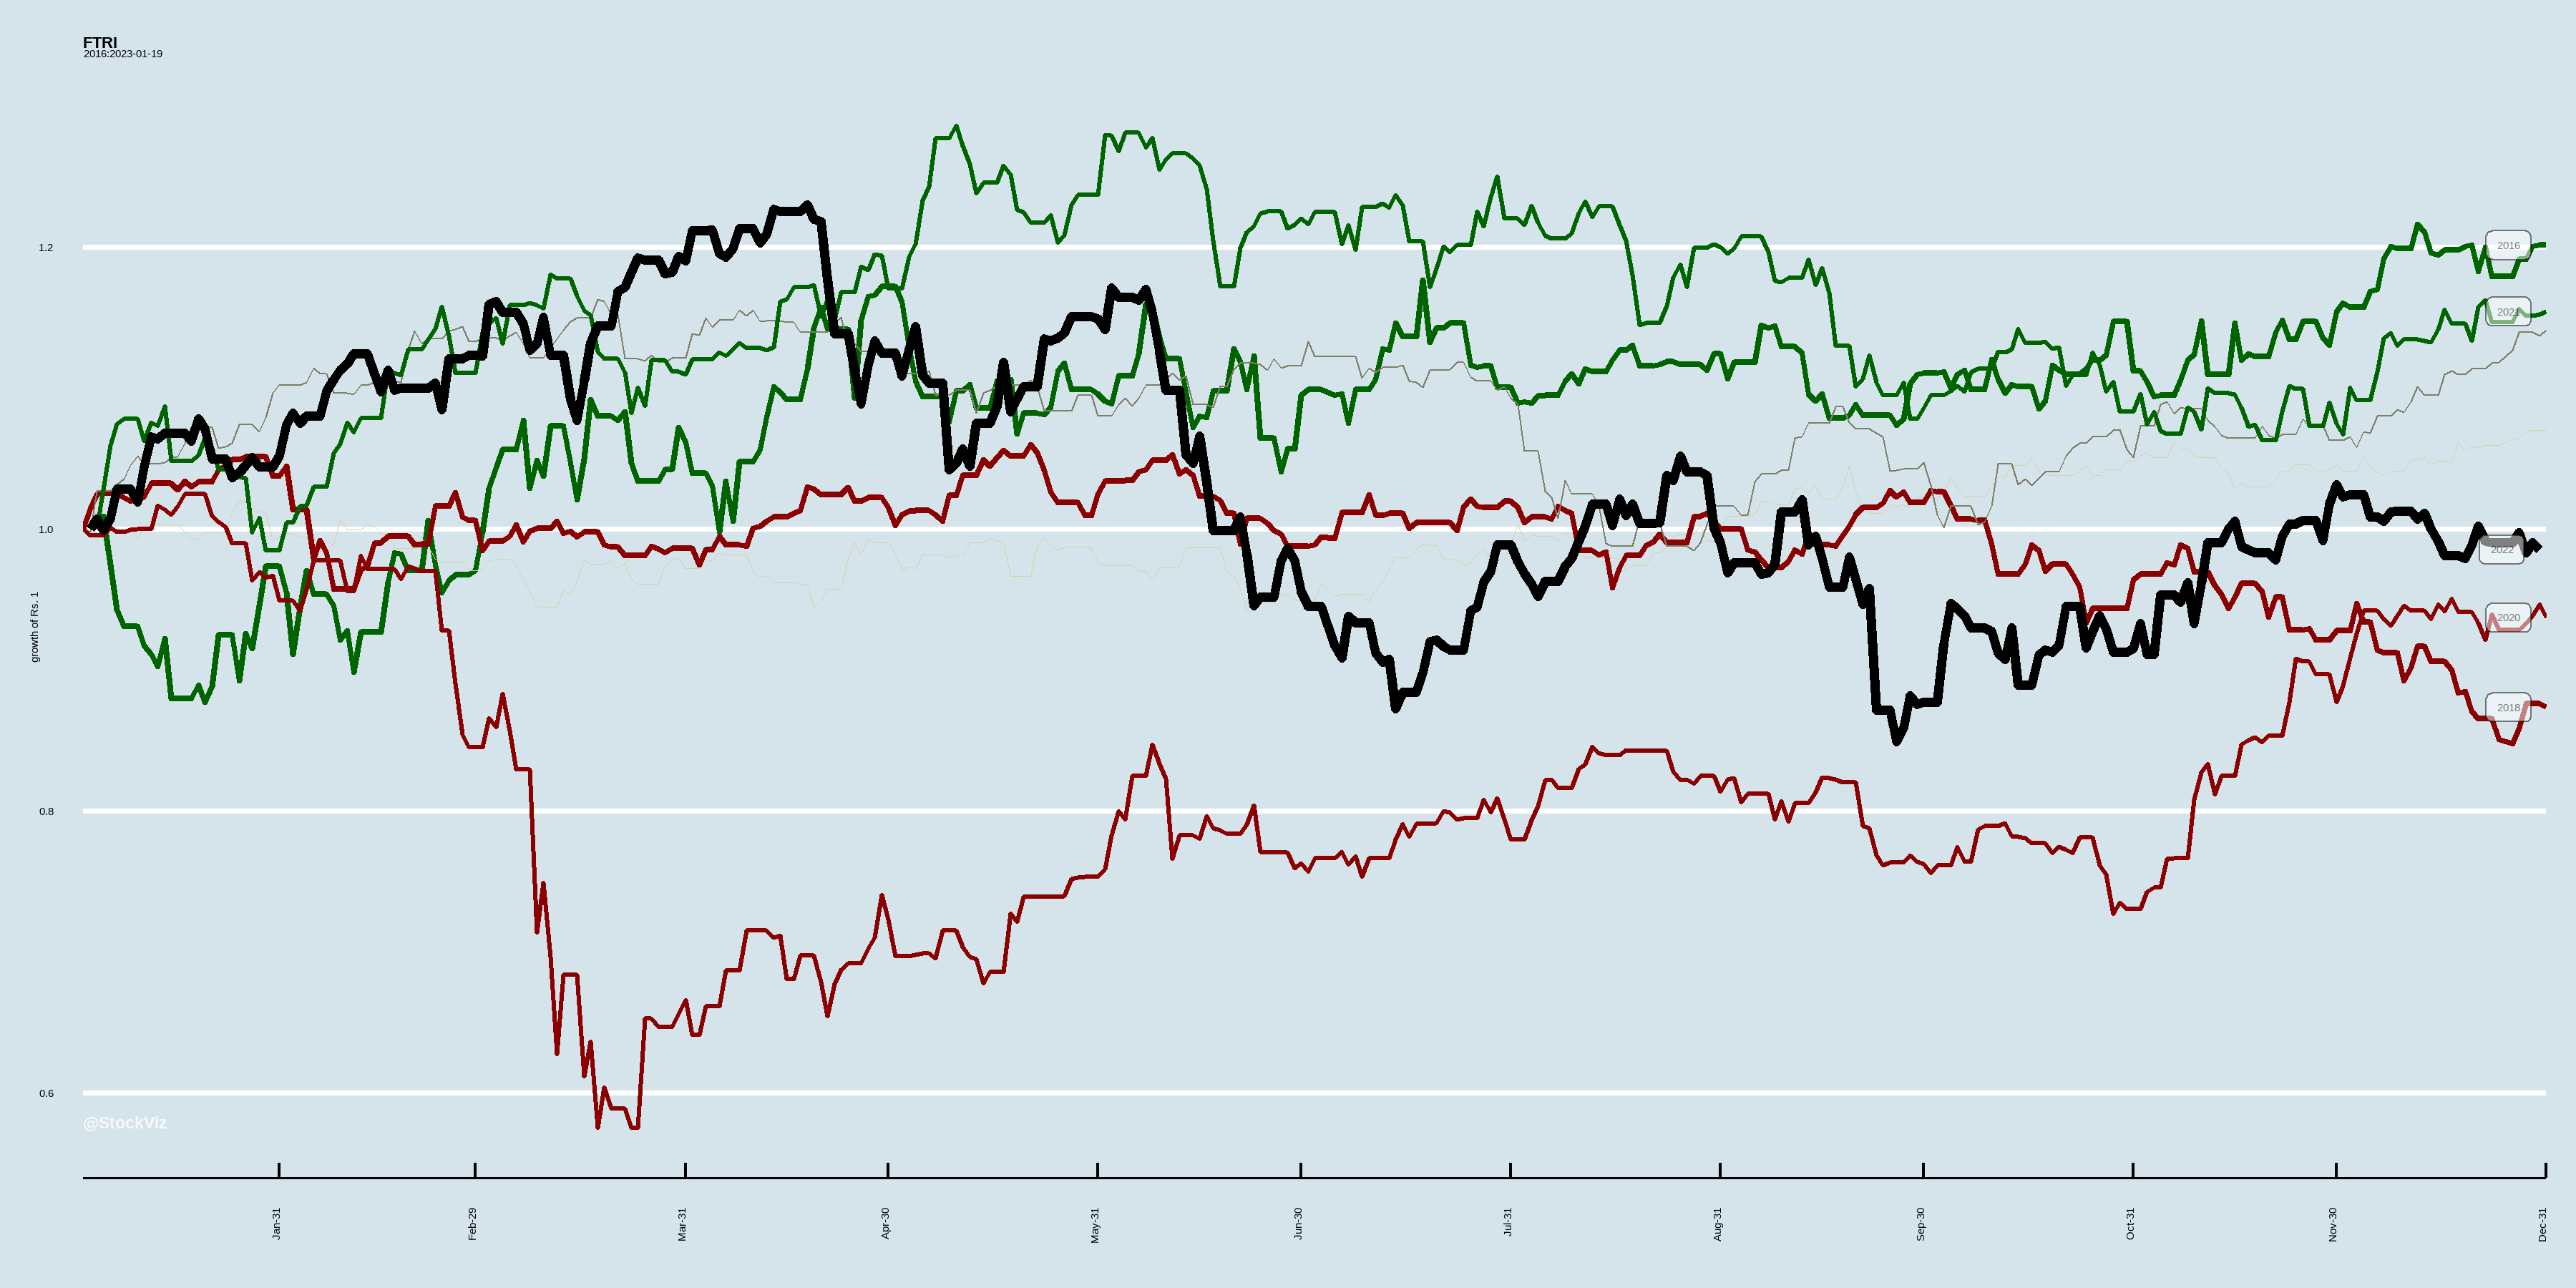 FTRI
2016:2023-01-19
1.2
1.0
0.8
0.6
growth of Rs. 1
2016
2022
2020
2018
@StockViz
Jan-31
Feb-29
Mar-31
Apr-30
May-31
Jun-30
Jul-31
Aug-31
Sep-30
Oct-31
Nov-30
Dec-31